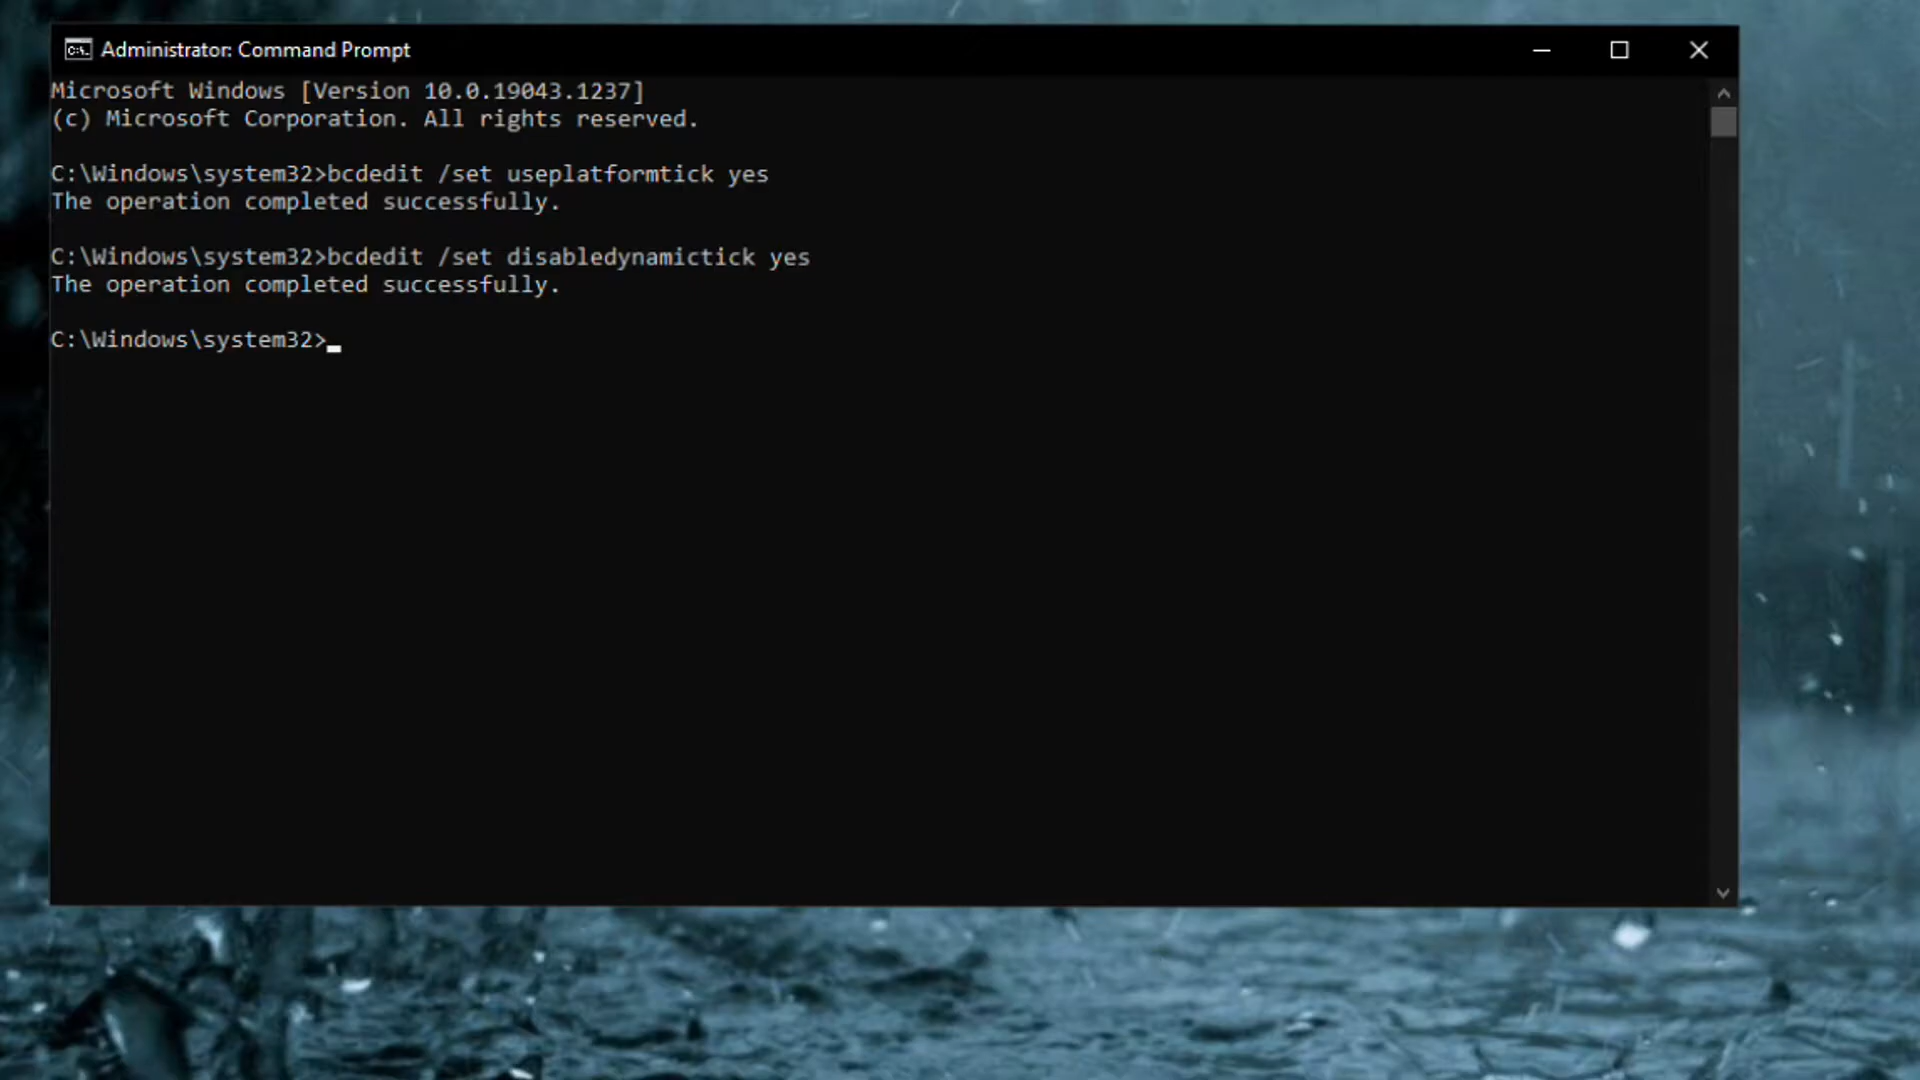 Administrator: Command Prompt
Microsoft Windows [Version 10.0.19043.1237]
(c) Microsoft Corporation. All rights reserved.
C:\Windows\system32>bcdedit /set useplatformtick yes
The operation completed successfully.
C:\Windows\system32>bcdedit /set disabledynamictick yes
The operation completed successfully.
C:\Windows\system32>